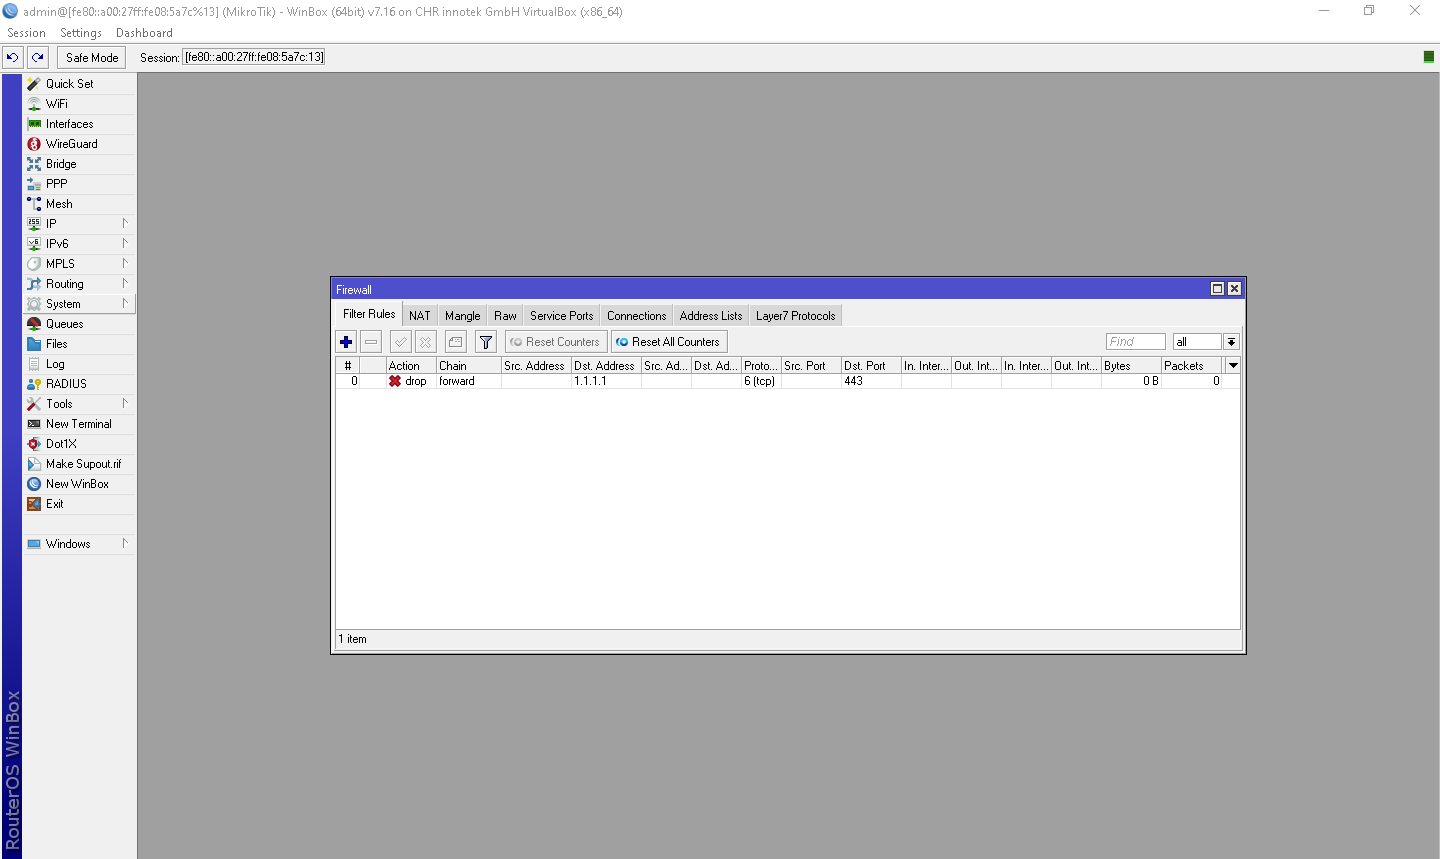 admin@[fe80::a00:27ff:fe08:5a7c%13] (MikroTik) - WinBox (64bit) v7.16 on CHR innotek GmbH VirtualBox (x86_64)
Session Settings Dashboard
Safe Mode Session: [fe80::a00:27ff:fe08:5a7c:13]
Quick Set
WiFi
Interfaces
WireGuard
Bridge
PPP
Mesh
255 IP
v6 IPv6
MPLS
Routing
System
Queues
Files
Log
RADIUS
Tools
New Terminal
Dot1X
Make Supout.rif
New WinBox
Exit
Windows
RouterOS WinBox
Firewall
Filter Rules NAT Mangle Raw Service Ports Connections Address Lists Layer7 Protocols
Reset Counters Reset All Counters Find all
# Action Chain Src. Address Dst. Address Src. Ad... Dst. Ad... Proto... Src. Port Dst. Port In. Inter... Out. Int... In. Inter... Out. Int... Bytes Packets
0 drop forward 1.1.1.1 6 (tcp) 443 0 B 0
1 item